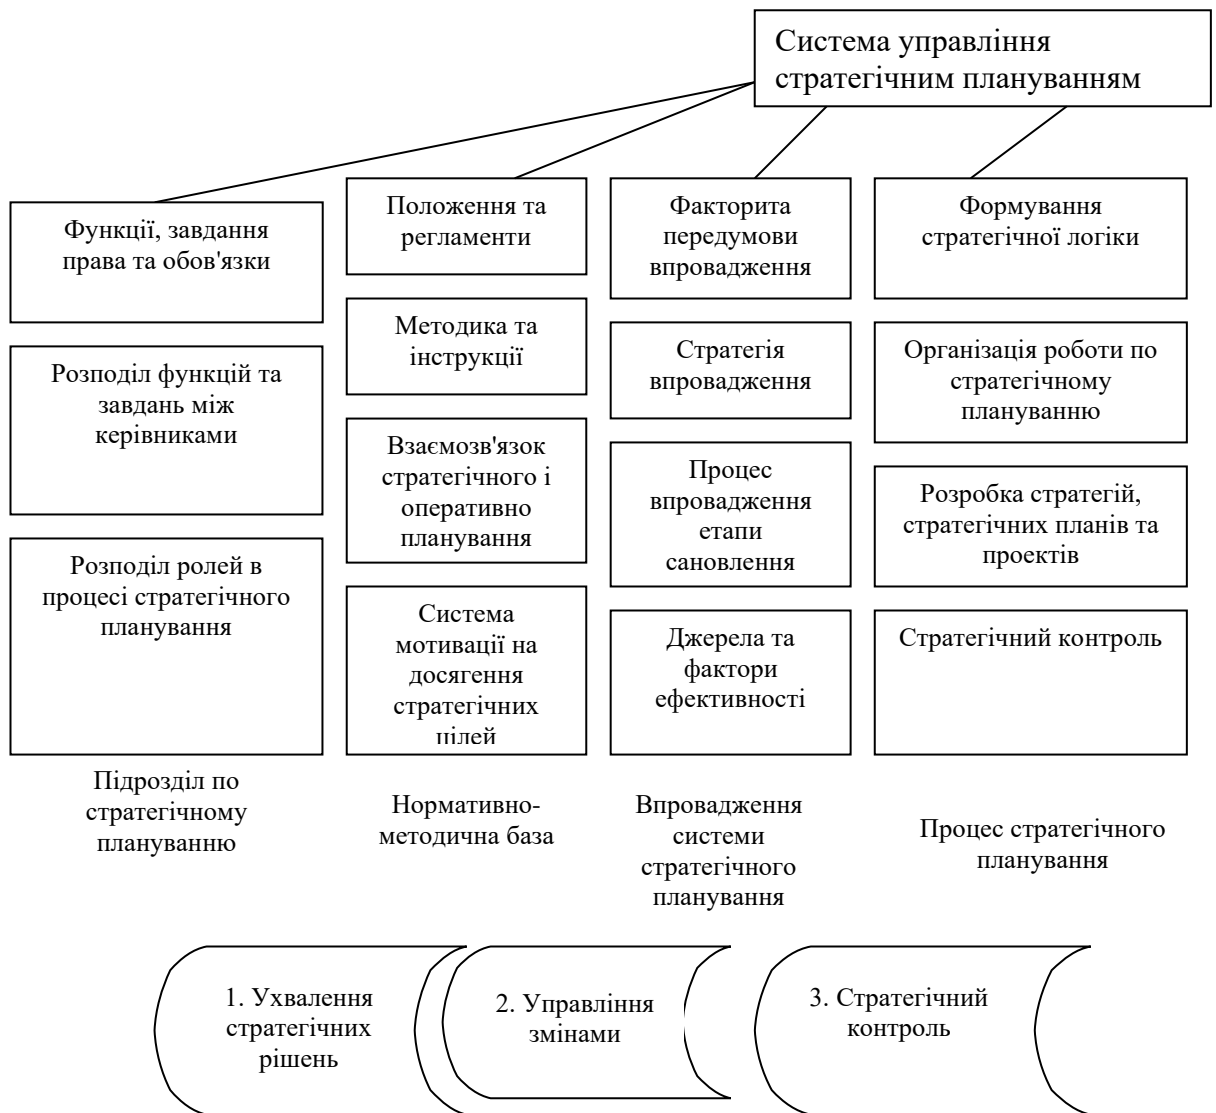 Система управління
стратегічним плануванням
Функції, завдання
права та обов'язки
Розподіл функцій та
завдань між
керівниками
Розподіл ролей в
процесі стратегічного
планування
Підрозділ по
стратегічному
плануванню
Положення та
регламенти
Методика та
інструкції
Взаємозв'язок
стратегічного і
оперативно
планування
Система
мотивації на
досягення
стратегічних
цілей
Нормативно-
методична база
Факторита
передумови
впровадження
Стратегія
впровадження
Процес
впровадження
етапи
сановлення
Джерела та
фактори
ефективності
Впровадження
системи
стратегічного
планування
Формування
стратегічної логіки
Організація роботи по
стратегічному
плануванню
Розробка стратегій,
стратегічних планів та
проектів
Стратегічний контроль
Процес стратегічного
планування
1. Ухвалення
стратегічних
рішень
2. Управління
змінами
3. Стратегічний
контроль